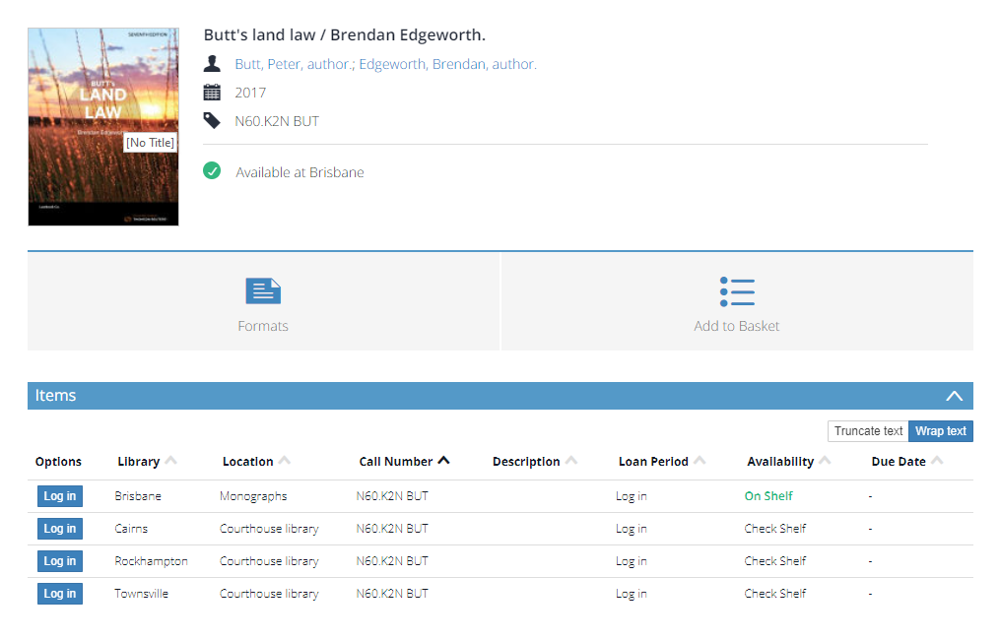 Butt's land law / Brendan Edgeworth.
SEVENTH EDITION
Butt, Peter, author.; Edgeworth, Brendan, author.
2017
BUTT's
LAND
LAW
Brendan Edgeworth
N60.K2N BUT
[No Title]
Available at Brisbane
Lawbook Co.
THOMSON REUTERS
Formats
Add to Basket
Items
Truncate text Wrap text
Options Library Location Call Number Description Loan Period Availability Due Date
Log in Brisbane Monographs N60.K2N BUT Log in On Shelf -
Log in Cairns Courthouse library N60.K2N BUT Log in Check Shelf -
Log in Rockhampton Courthouse library N60.K2N BUT Log in Check Shelf -
Log in Townsville Courthouse library N60.K2N BUT Log in Check Shelf -